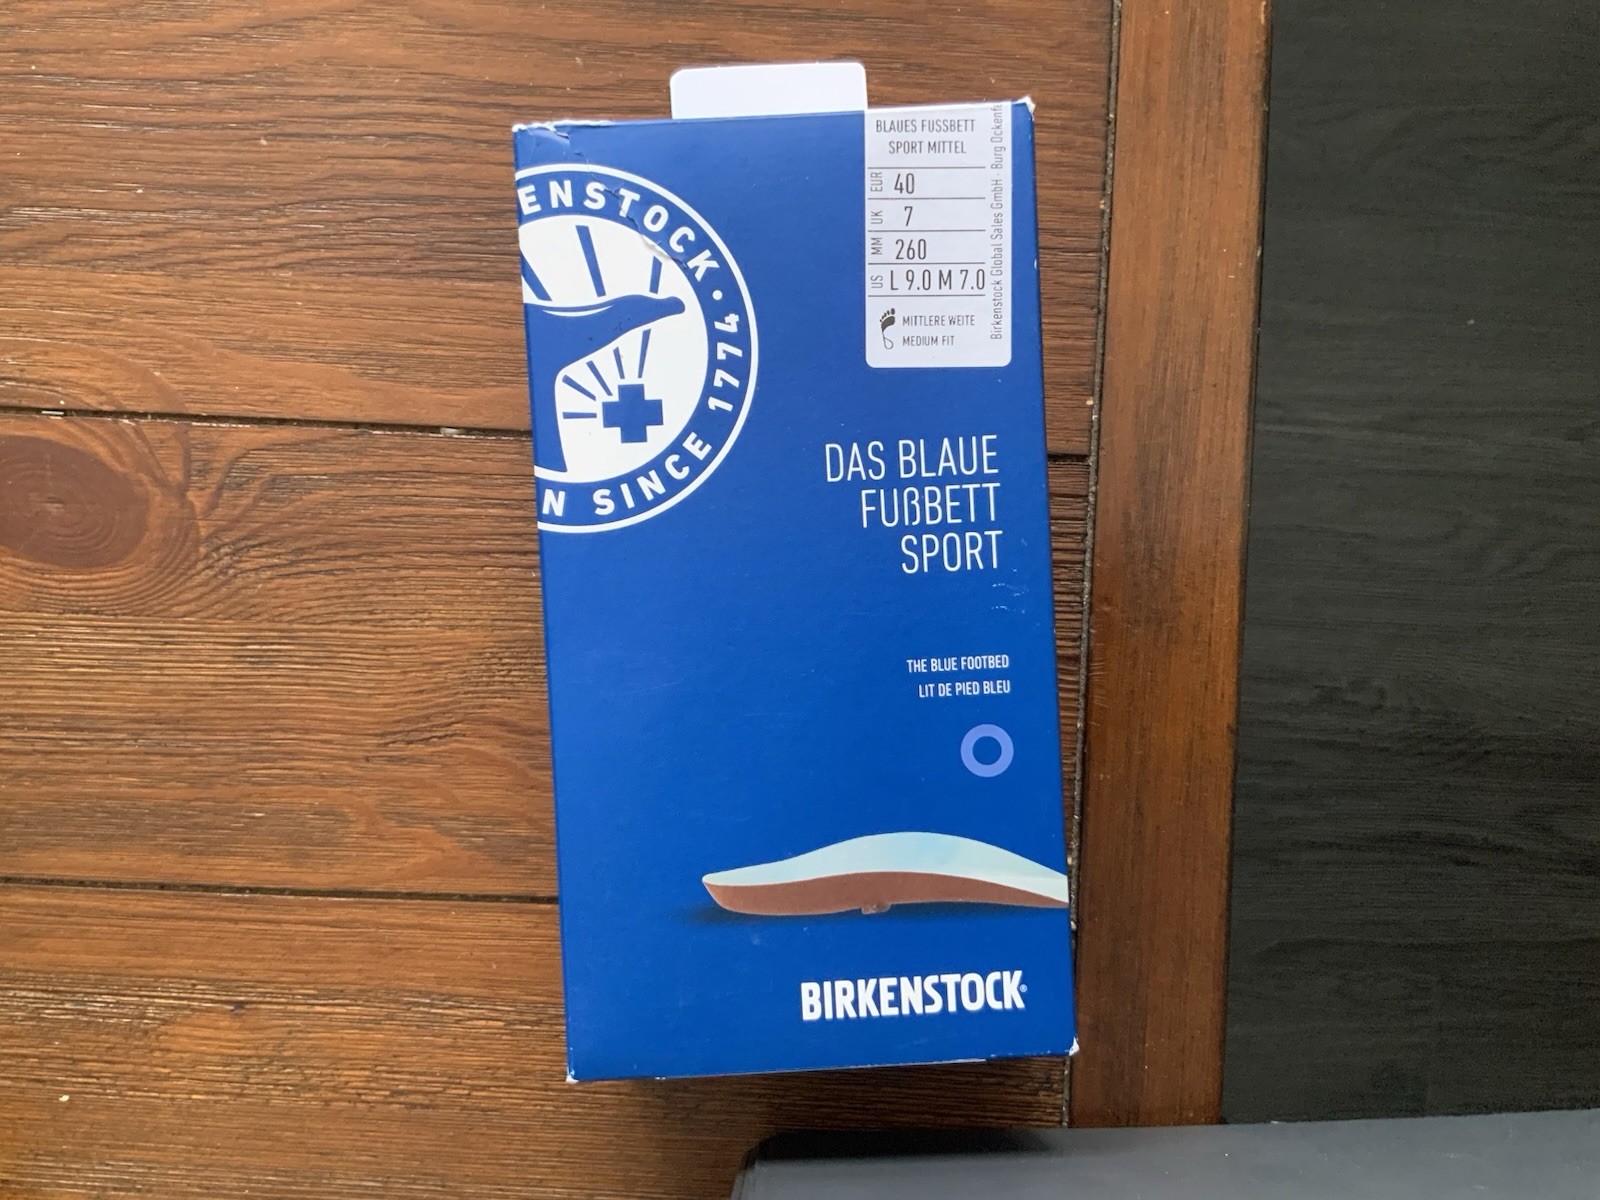 BLAUES FUSSBETT
SPORT MITTEL
EUR 40
UK 7
MM 260
US L 9.0 M 7.0
MITTLERE WEITE
MEDIUM FIT
Birkenstock Global Sales GmbH · Burg Ockenfe
ENSTOCK · 1774
N SINCE
DAS BLAUE
FUßBETT
SPORT
THE BLUE FOOTBED
LIT DE PIED BLEU
BIRKENSTOCK®